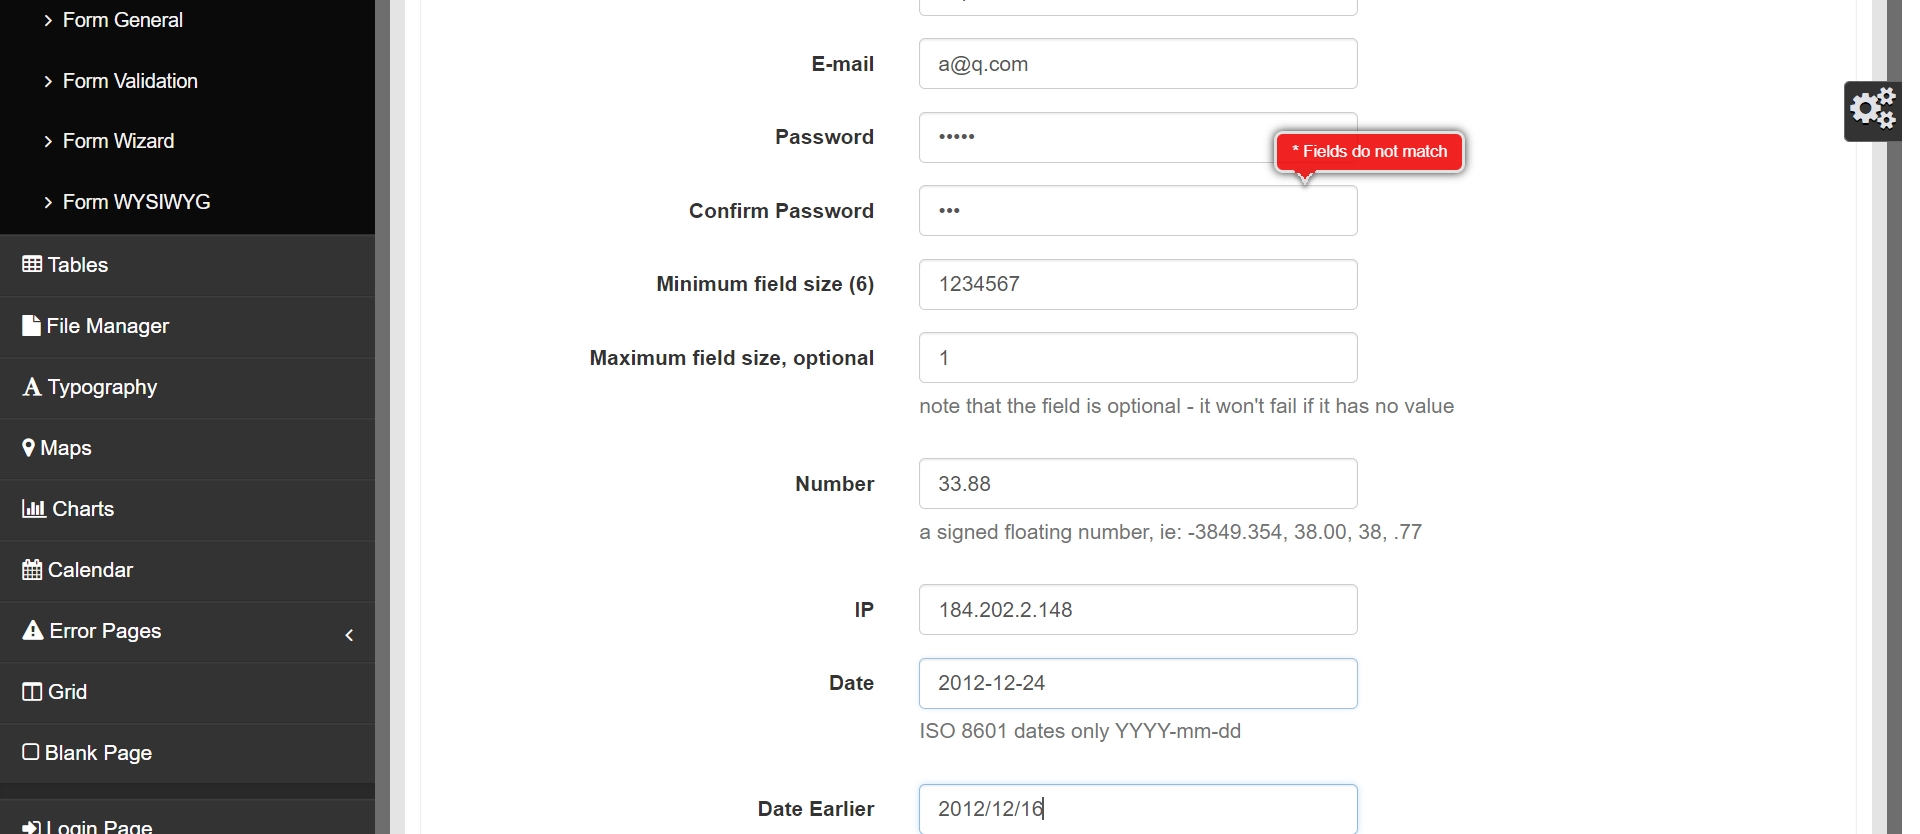 Form General
Form Validation
Form Wizard
Form WYSIWYG
Tables
File Manager
Typography
Maps
Charts
Calendar
Error Pages
Grid
Blank Page
Login Page
E-mail
a@q.com
Password
•••••
* Fields do not match
Confirm Password
•••
Minimum field size (6)
1234567
Maximum field size, optional
1
note that the field is optional - it won't fail if it has no value
Number
33.88
a signed floating number, ie: -3849.354, 38.00, 38, .77
IP
184.202.2.148
Date
2012-12-24
ISO 8601 dates only YYYY-mm-dd
Date Earlier
2012/12/16